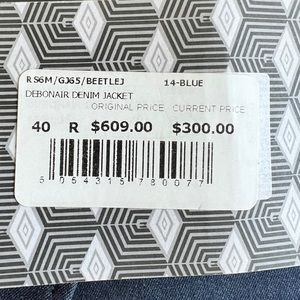 RS6M/GJ65/BEETLEJ 14-BLUE
DEBONAIR DENIM JACKET
ORIGINAL PRICE CURRENT PRICE
40 R $609.00 $300.00
5 054315 780077